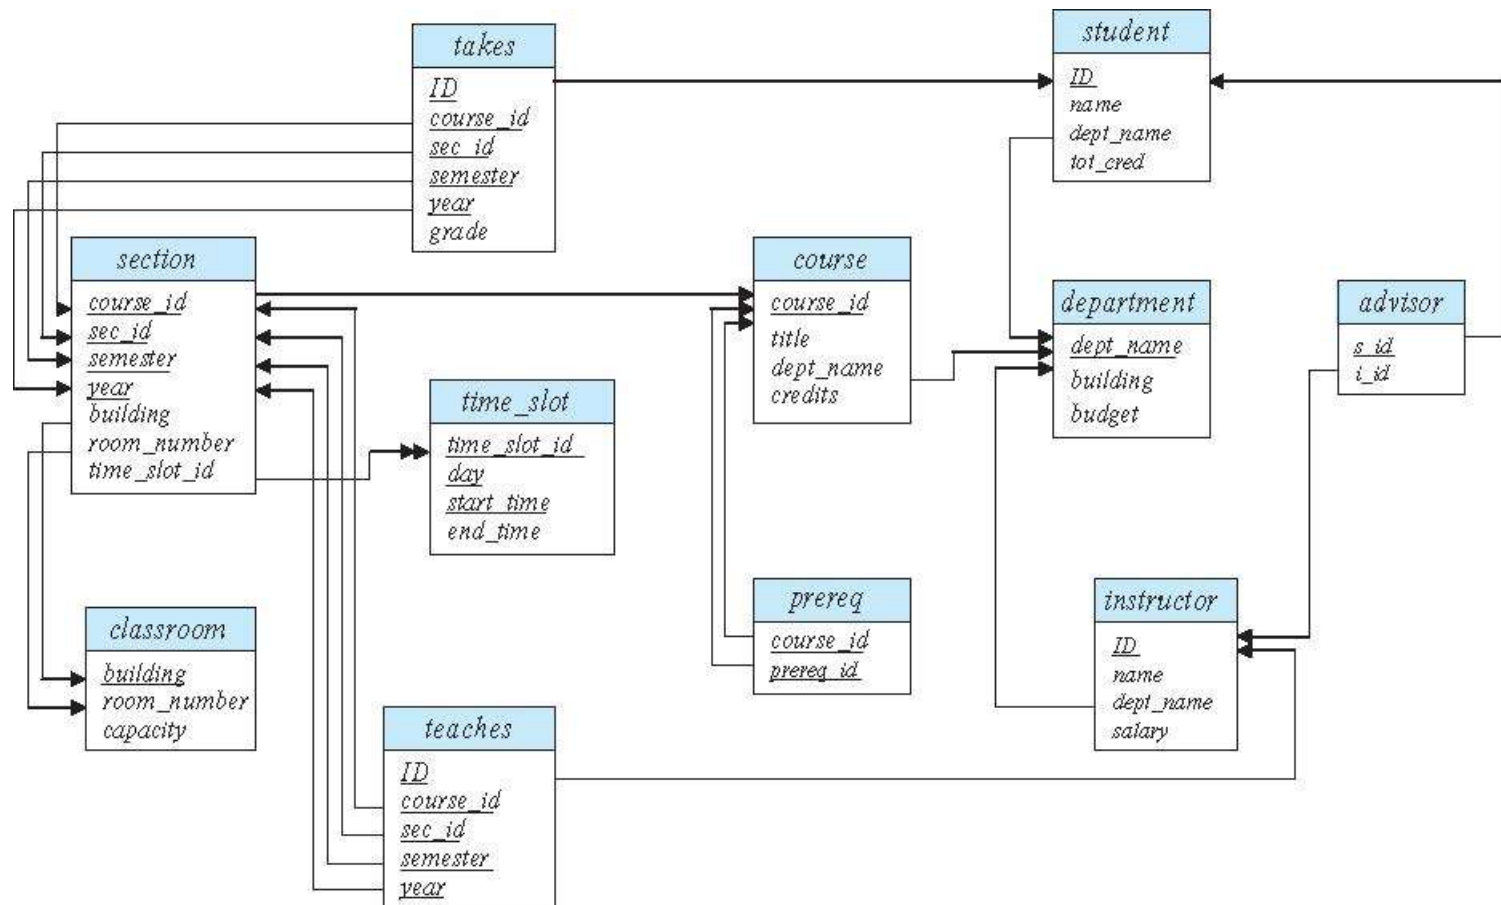 takes
ID
course_id
sec_id
semester
year
grade
student
ID
name
dept_name
tot_cred
section
course_id
sec_id
semester
year
building
room_number
time_slot_id
course
course_id
title
dept_name
credits
department
dept_name
building
budget
advisor
s_id
i_id
time_slot
time_slot_id
day
start_time
end_time
prereq
course_id
prereq_id
instructor
ID
name
dept_name
salary
classroom
building
room_number
capacity
teaches
ID
course_id
sec_id
semester
year